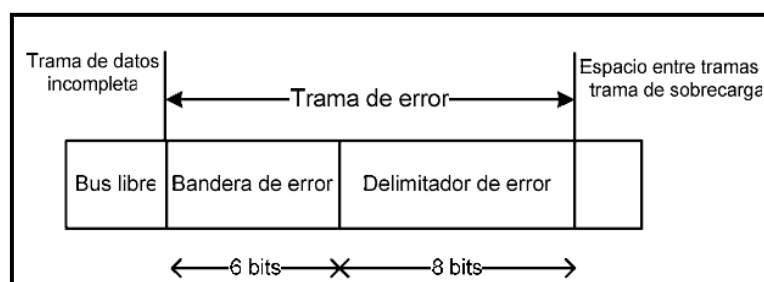 Trama de datos
incompleta
Trama de error
Espacio entre tramas
trama de sobrecarga
Bus libre
Bandera de error
Delimitador de error
6 bits
8 bits